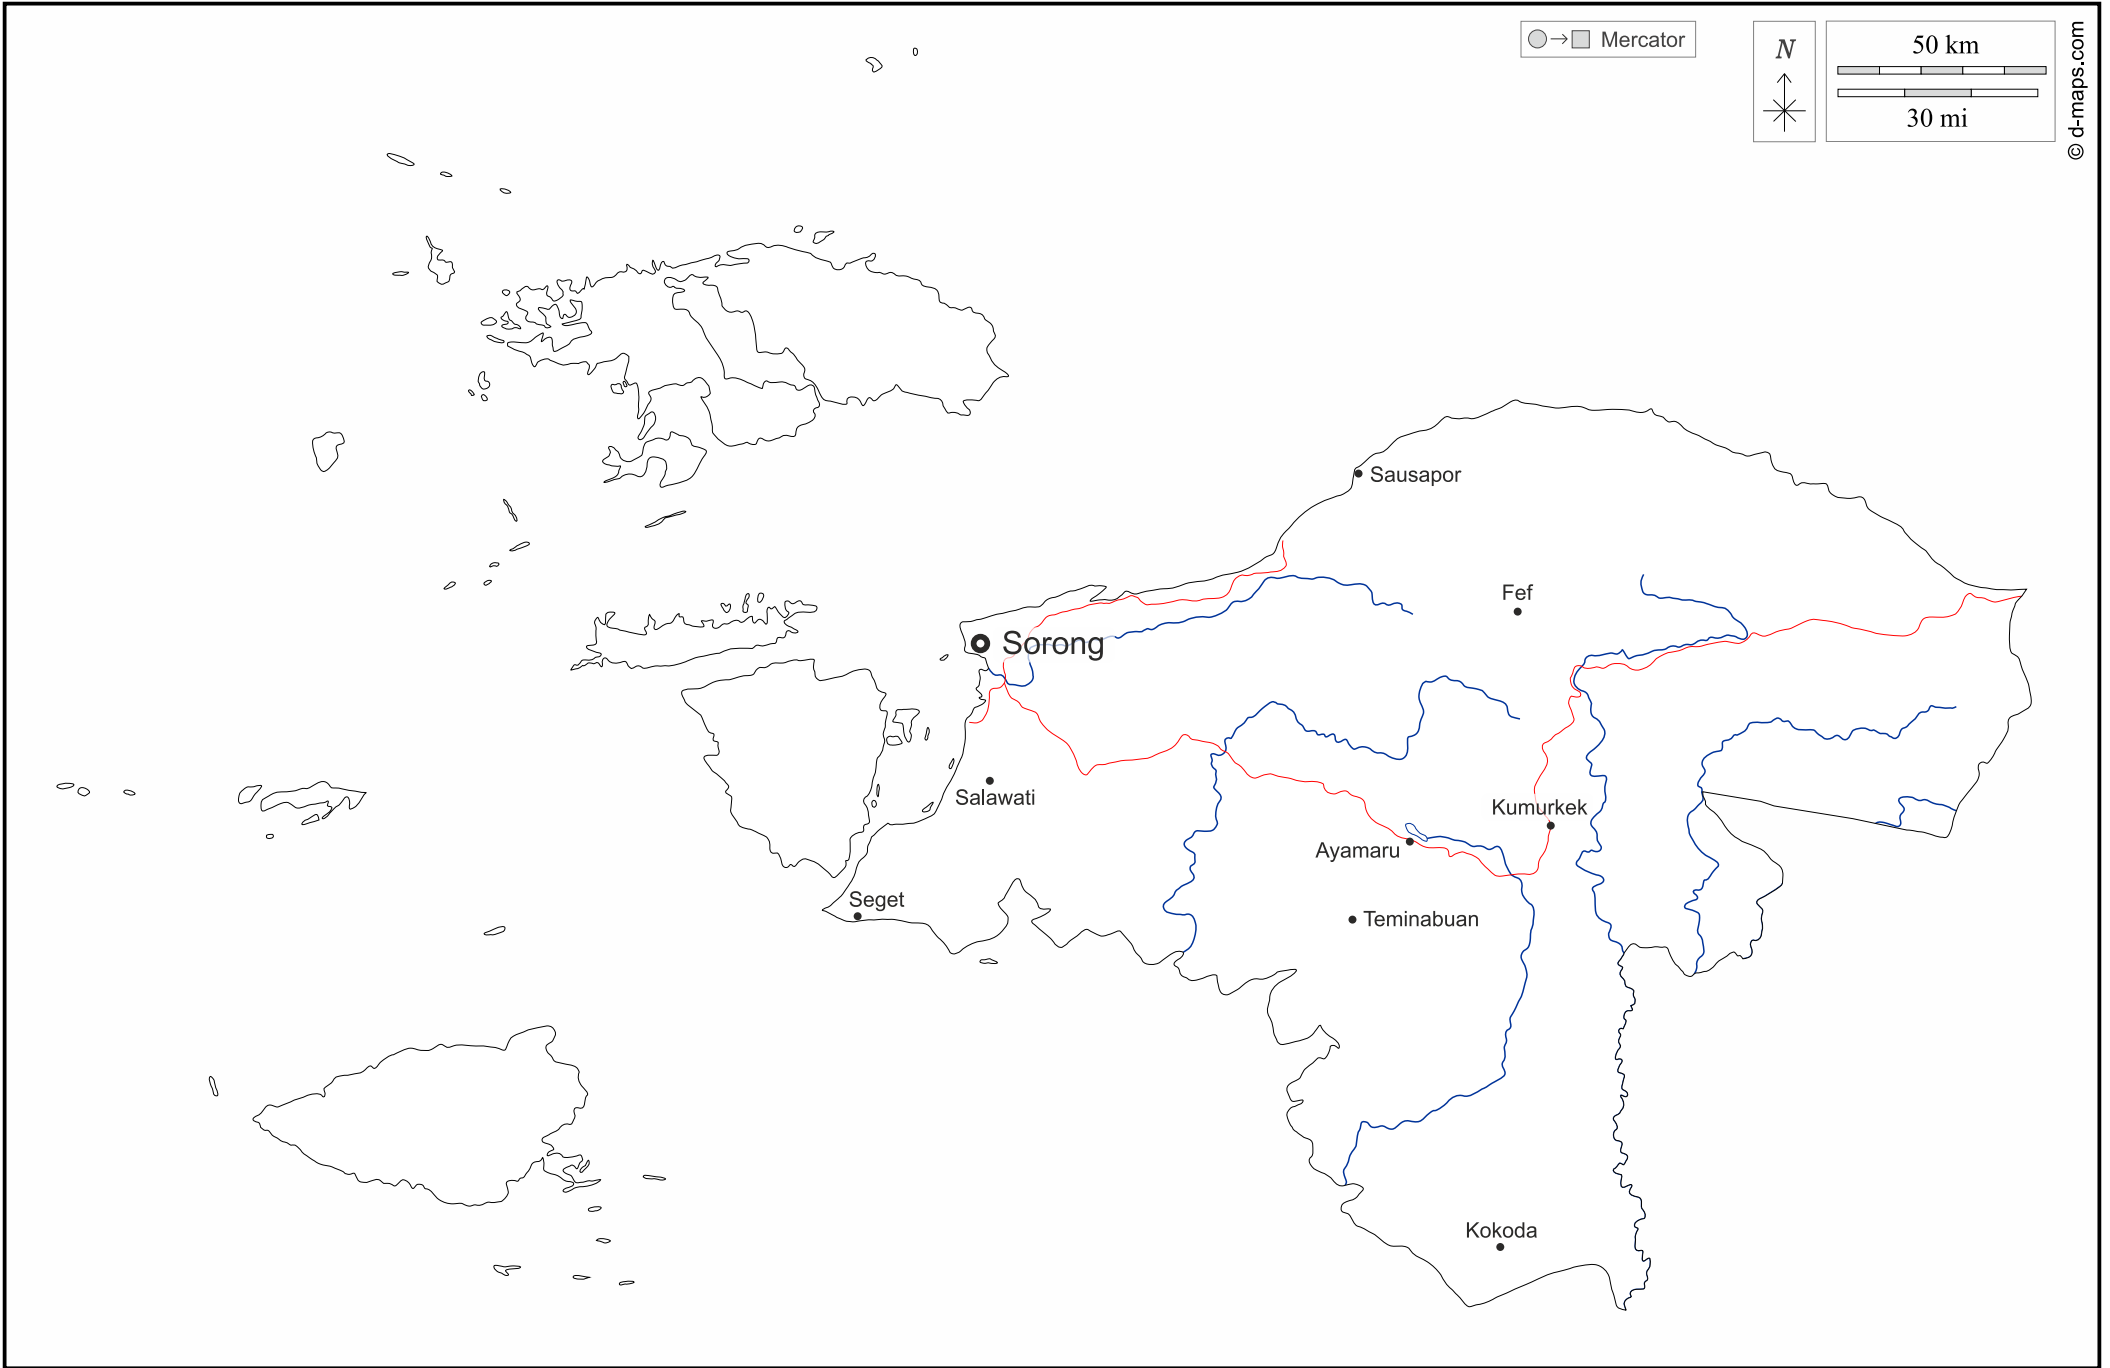 Mercator
N
50 km
30 mi
© d-maps.com
Sausapor
Fef
Sorong
Salawati
Kumurkek
Ayamaru
Seget
Teminabuan
Kokoda